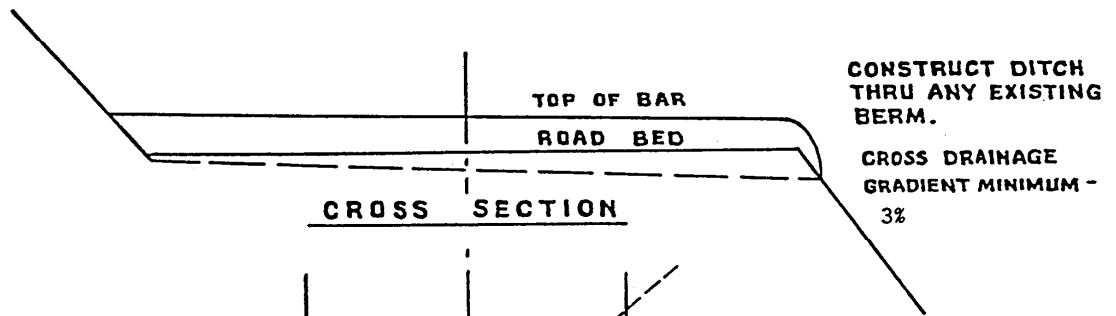 CONSTRUCT DITCH
THRU ANY EXISTING
BERM.
TOP OF BAR
ROAD BED
CROSS DRAINAGE
GRADIENT MINIMUM -
3%
CROSS SECTION